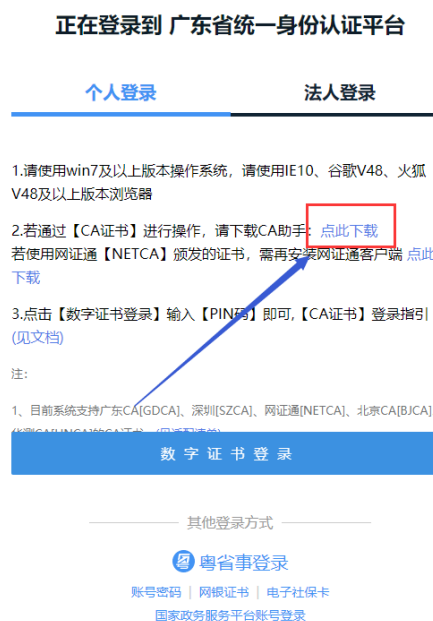 正在登录到 广东省统一身份认证平台
个人登录 法人登录
1.请使用win7及以上版本操作系统，请使用IE10、谷歌V48、火狐
V48及以上版本浏览器
2.若通过【CA证书】进行操作，请下载CA助手：点此下载
若使用网证通【NETCA】颁发的证书，需再安装网证通客户端 点此
下载
3.点击【数字证书登录】输入【PIN码】即可,【CA证书】登录指引
(见文档)
注：
1、目前系统支持广东CA[GDCA]、深圳[SZCA]、网证通[NETCA]、北京CA[BJCA]
数字证书登录
其他登录方式
粤省事登录
账号密码 | 网银证书 | 电子社保卡
国家政务服务平台账号登录